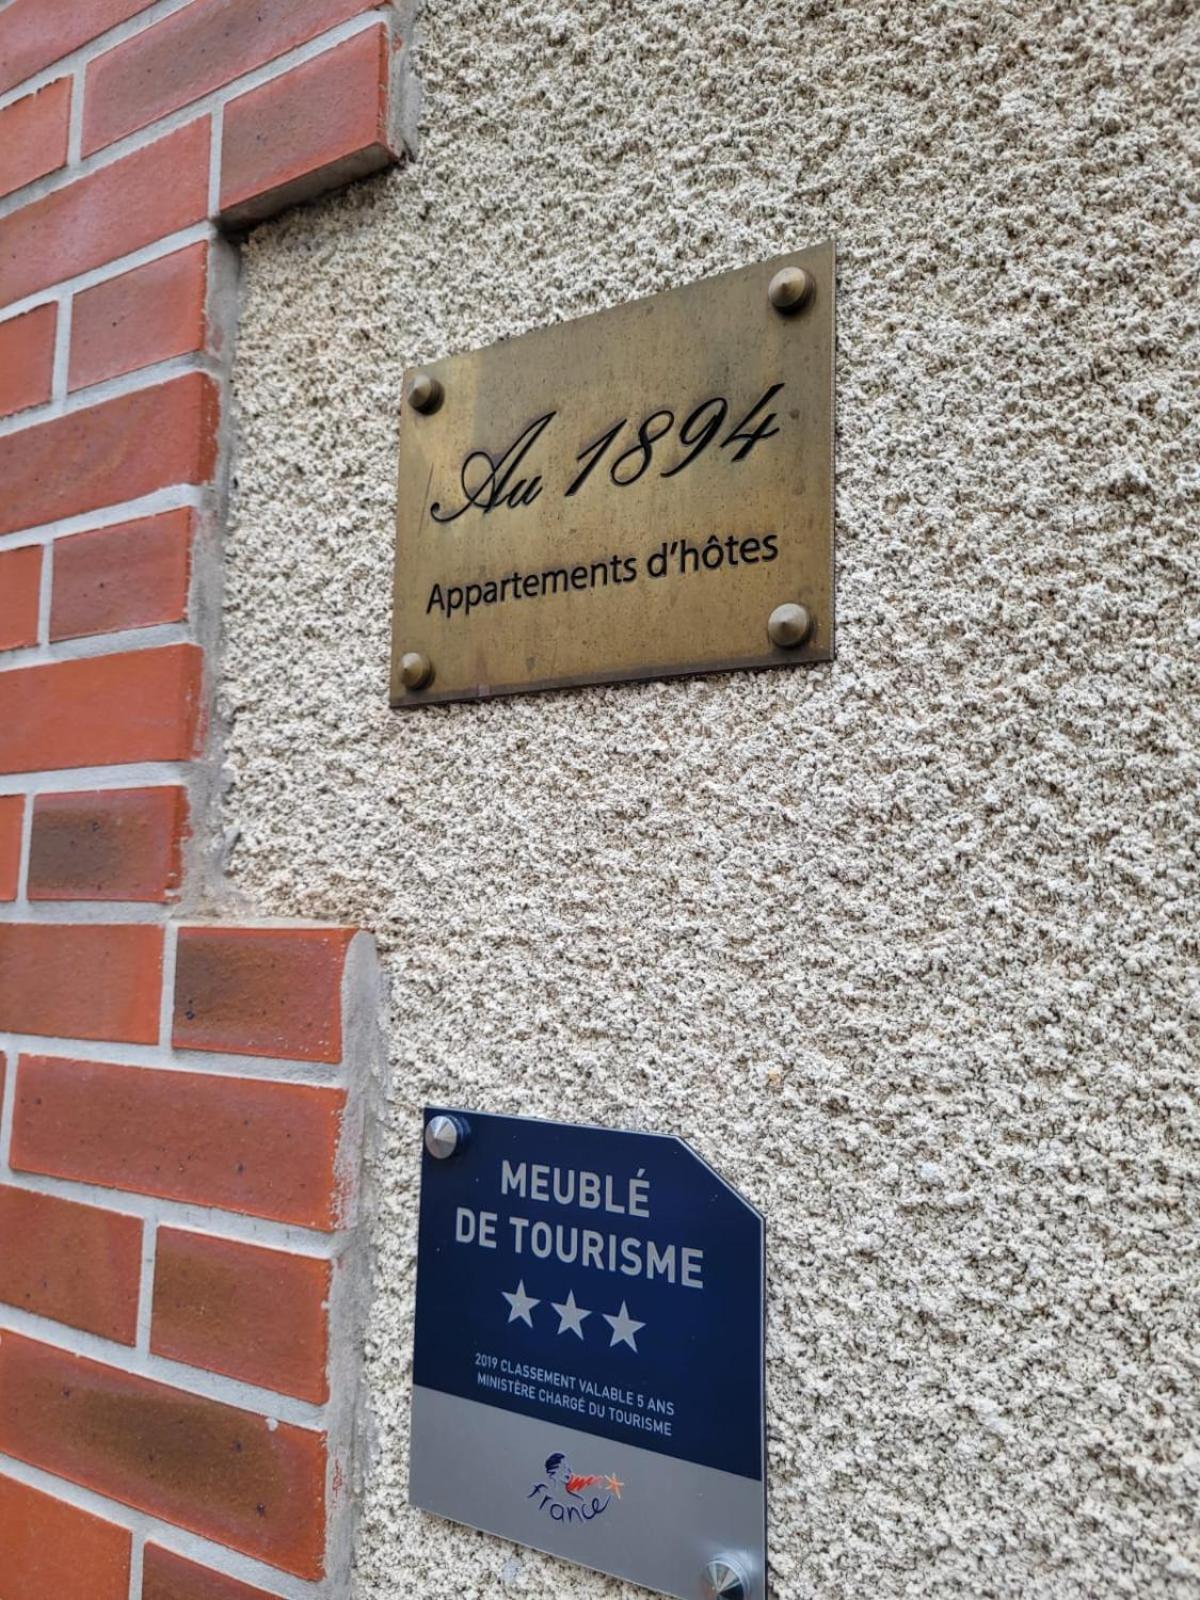 Au 1894
Appartements d'hôtes
MEUBLÉ
DE TOURISME
2019 CLASSEMENT VALABLE 5 ANS
MINISTÈRE CHARGÉ DU TOURISME
france